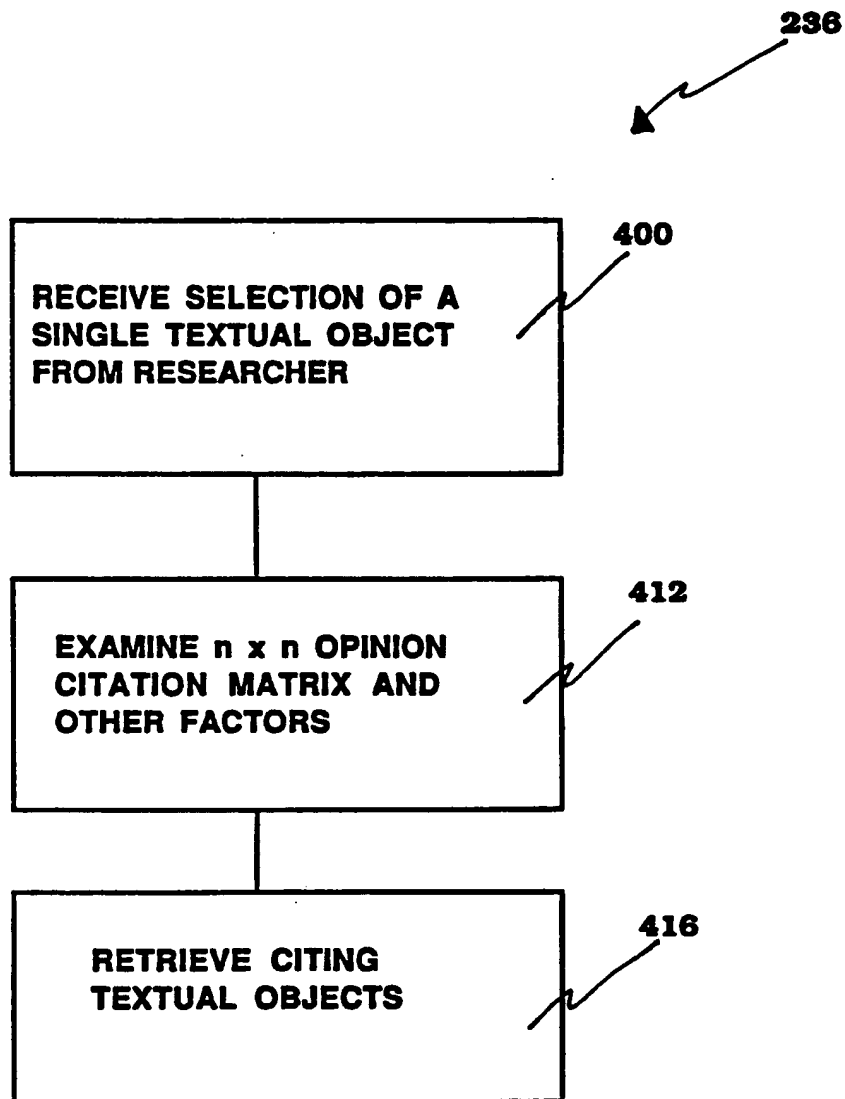 236
400
RECEIVE SELECTION OF A
SINGLE TEXTUAL OBJECT
FROM RESEARCHER
412
EXAMINE n x n OPINION
CITATION MATRIX AND
OTHER FACTORS
416
RETRIEVE CITING
TEXTUAL OBJECTS